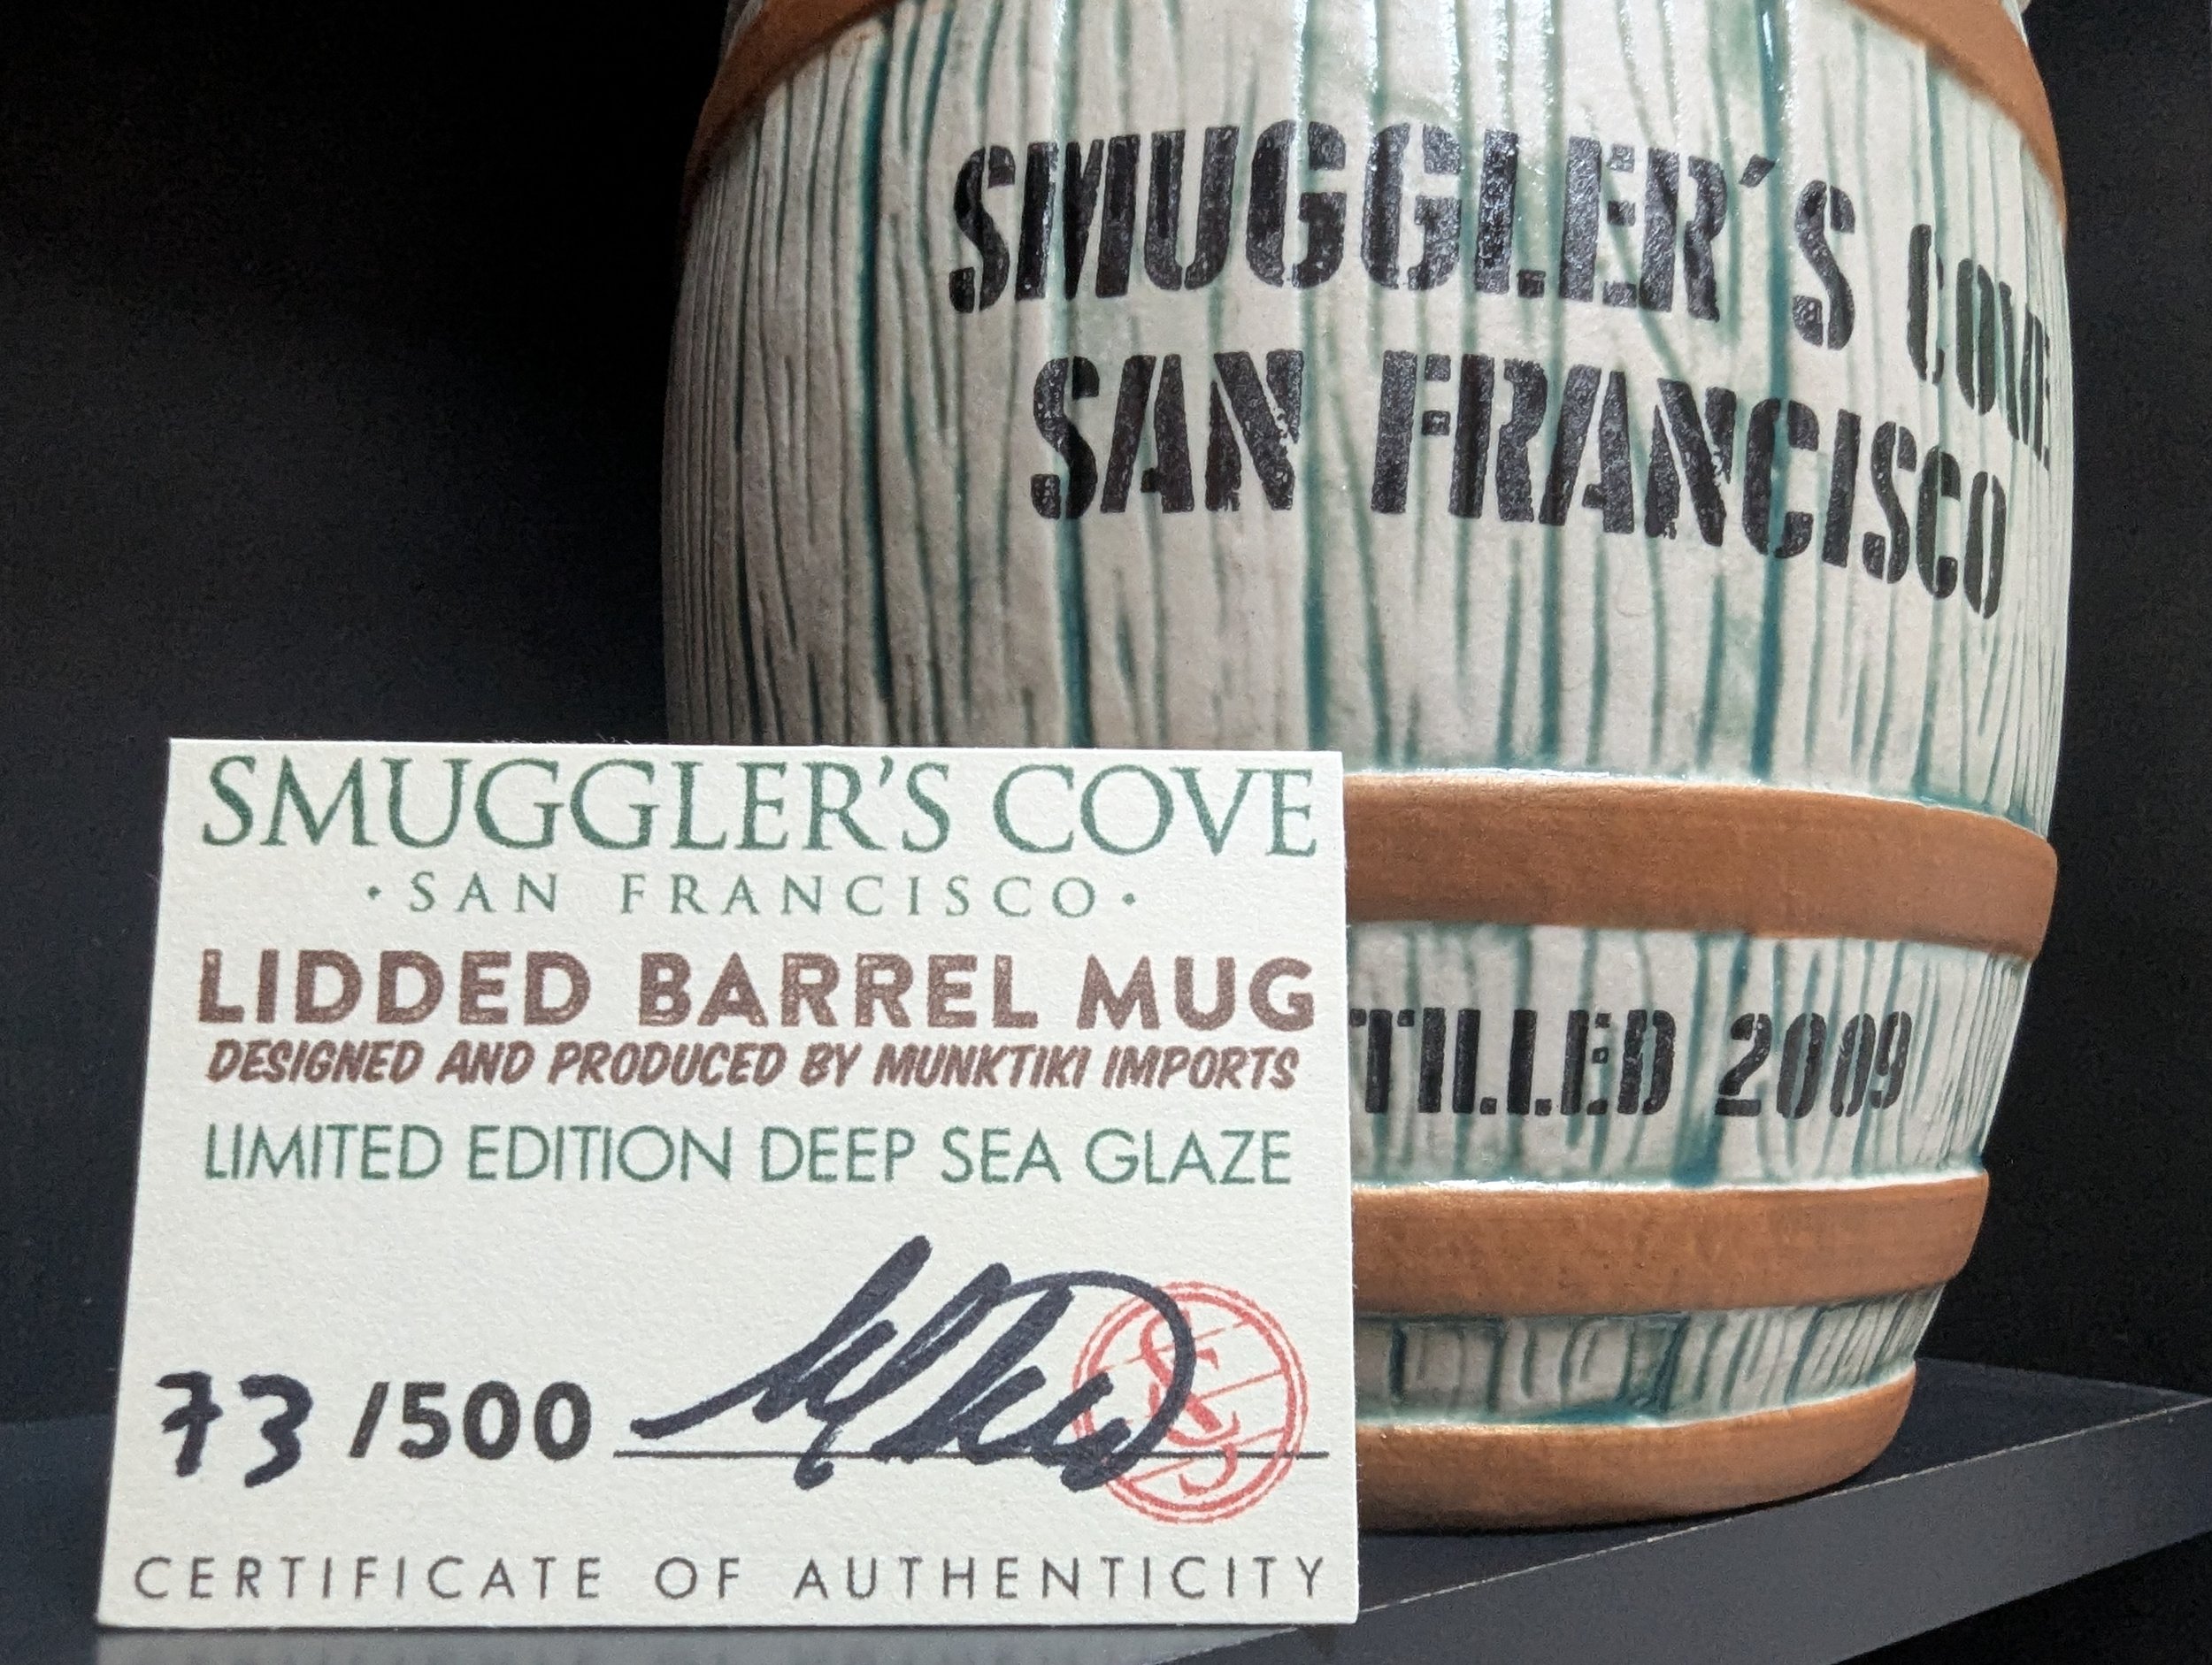 SMUGGLER'S COVE
SAN FRANCISCO
TILLED 2009
SMUGGLER'S COVE
• SAN FRANCISCO •
LIDDED BARREL MUG
DESIGNED AND PRODUCED BY MUNKTIKI IMPORTS
LIMITED EDITION DEEP SEA GLAZE
73 /500
CERTIFICATE OF AUTHENTICITY